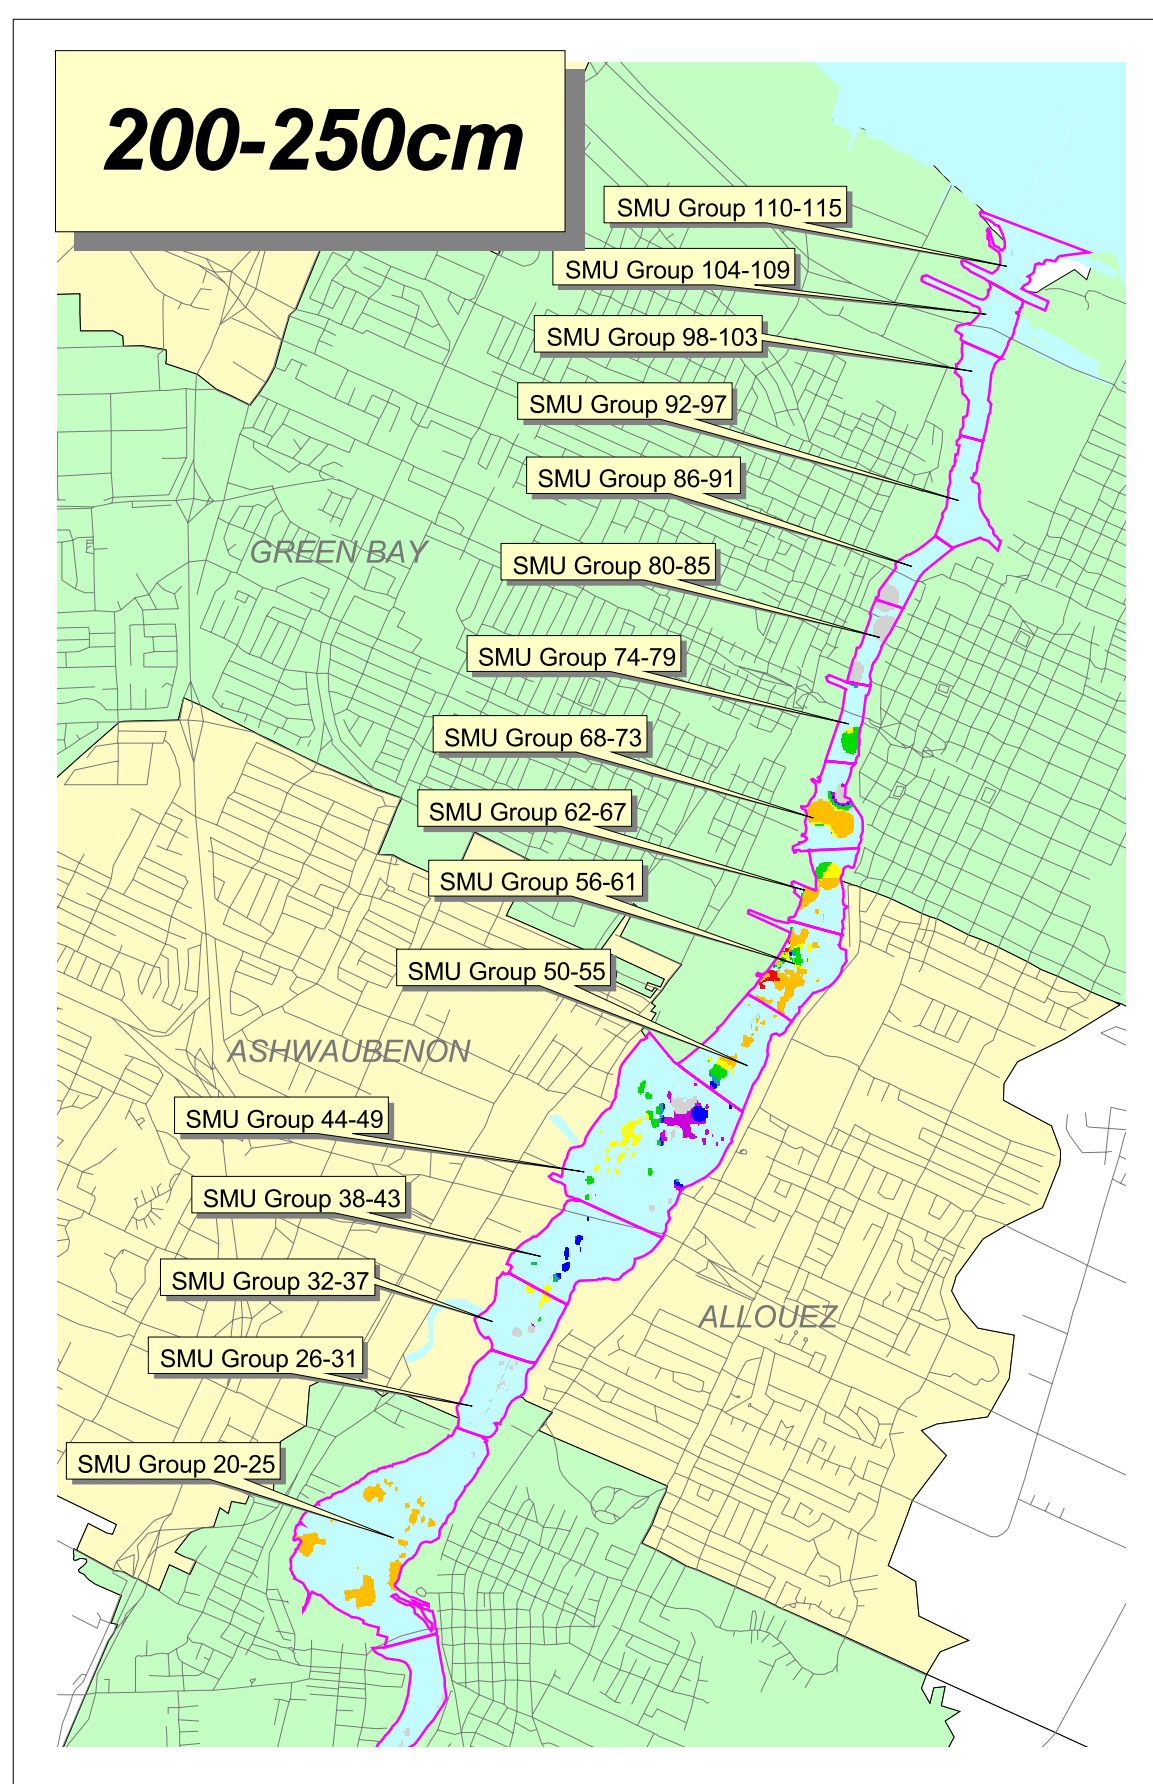 200-250cm
SMU Group 110-115
SMU Group 104-109
SMU Group 98-103
SMU Group 92-97
SMU Group 86-91
GREEN BAY
SMU Group 80-85
SMU Group 74-79
SMU Group 68-73
SMU Group 62-67
SMU Group 56-61
SMU Group 50-55
ASHWAUBENON
SMU Group 44-49
SMU Group 38-43
SMU Group 32-37
ALLOUEZ
SMU Group 26-31
SMU Group 20-25